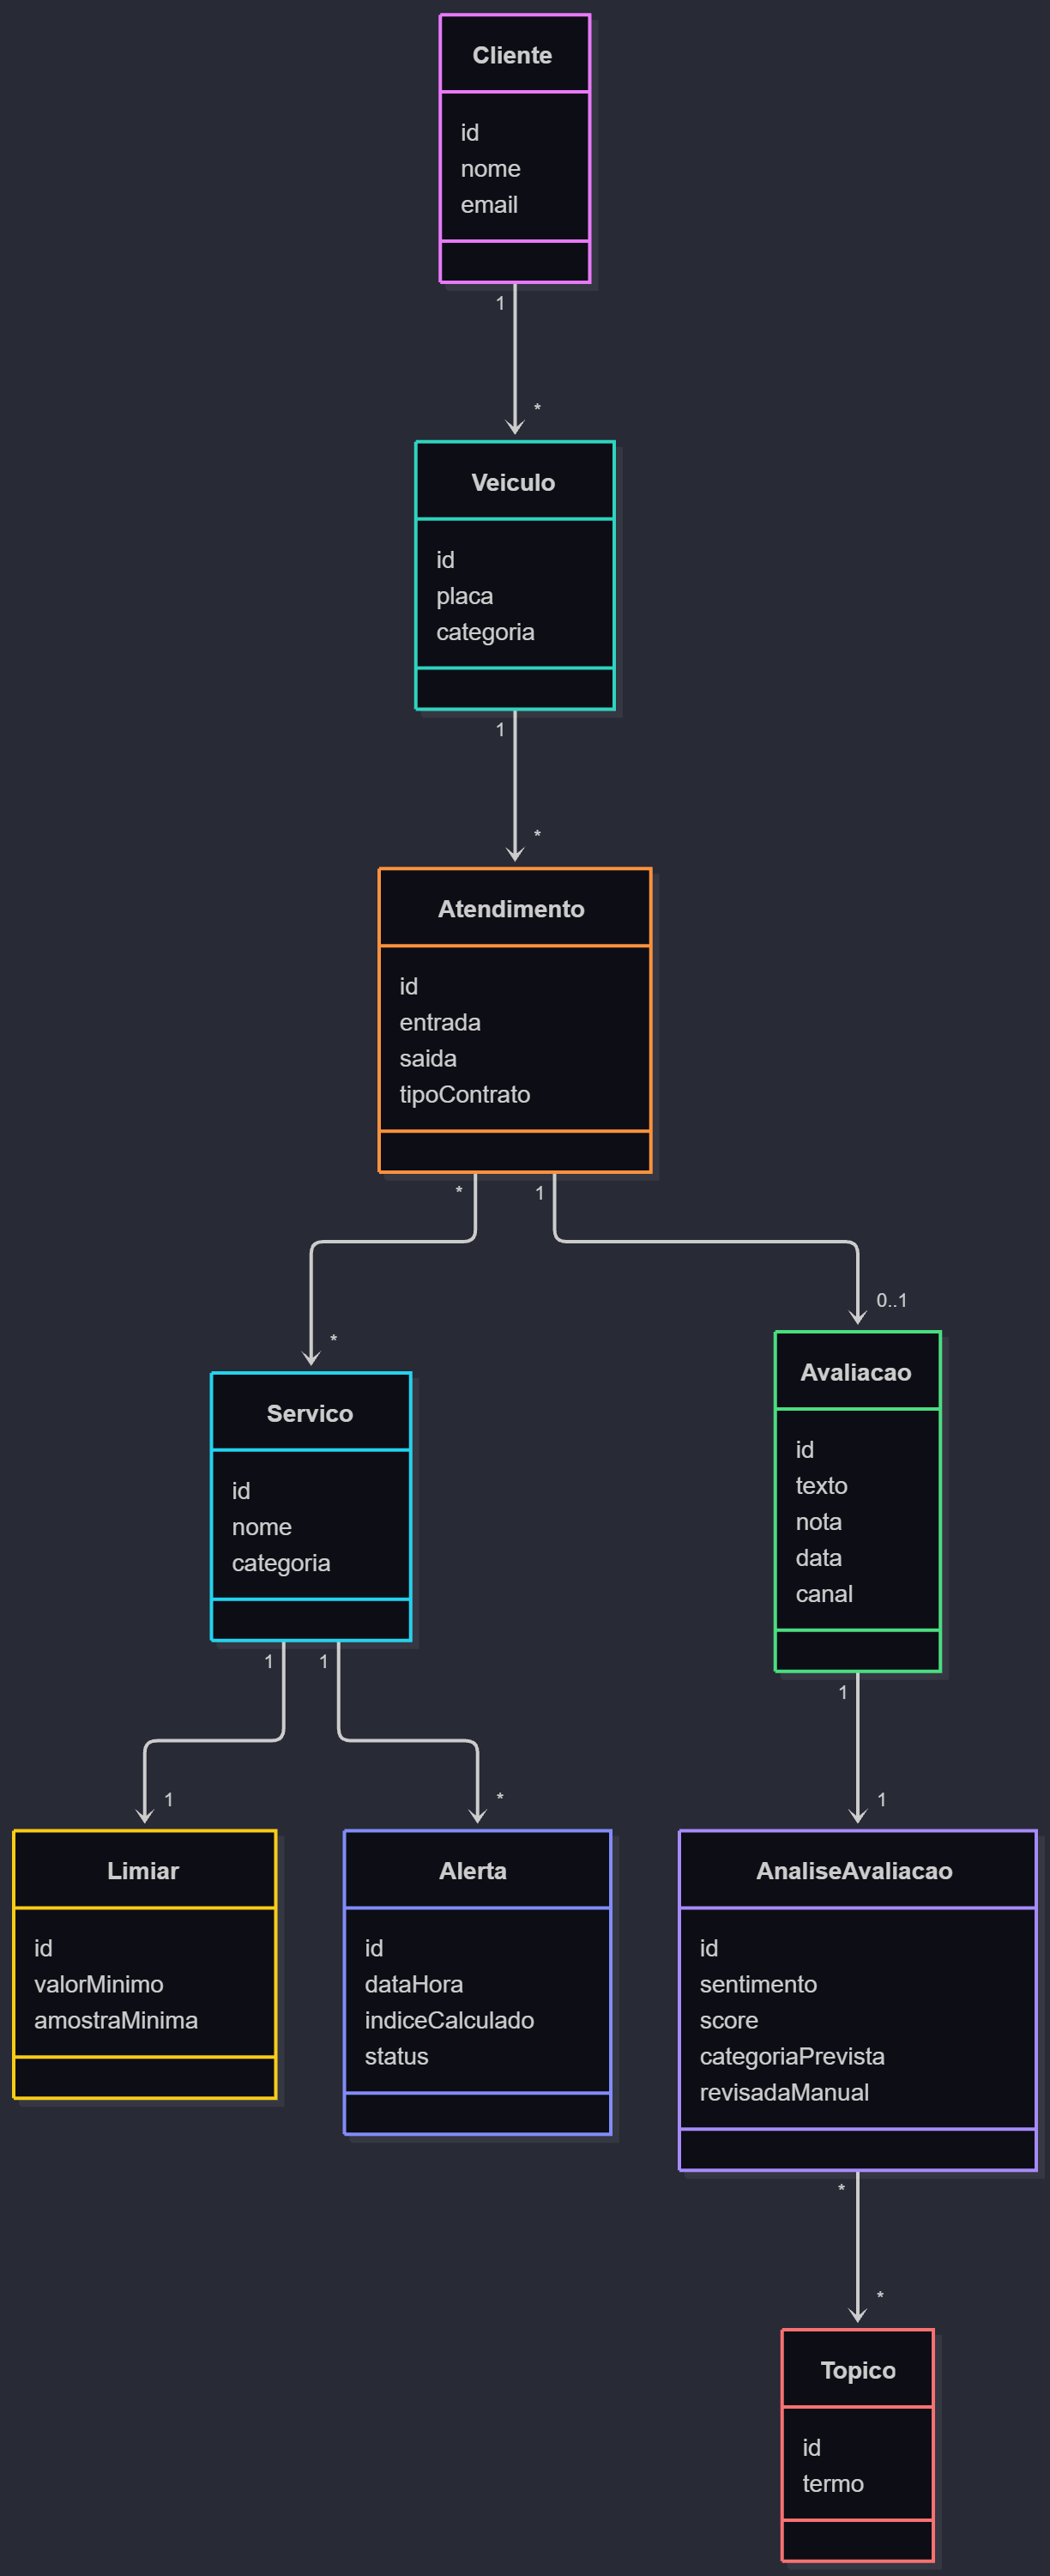 Cliente
id
nome
email
1
*
Veiculo
id
placa
categoria
1
*
Atendimento
id
entrada
saida
tipoContrato
*
1
*
0..1
Servico
id
nome
categoria
1
1
Avaliacao
id
texto
nota
data
canal
1
1
*
1
Limiar
id
valorMinimo
amostraMinima
Alerta
id
dataHora
indiceCalculado
status
AnaliseAvaliacao
id
sentimento
score
categoriaPrevista
revisadaManual
*
*
Topico
id
termo